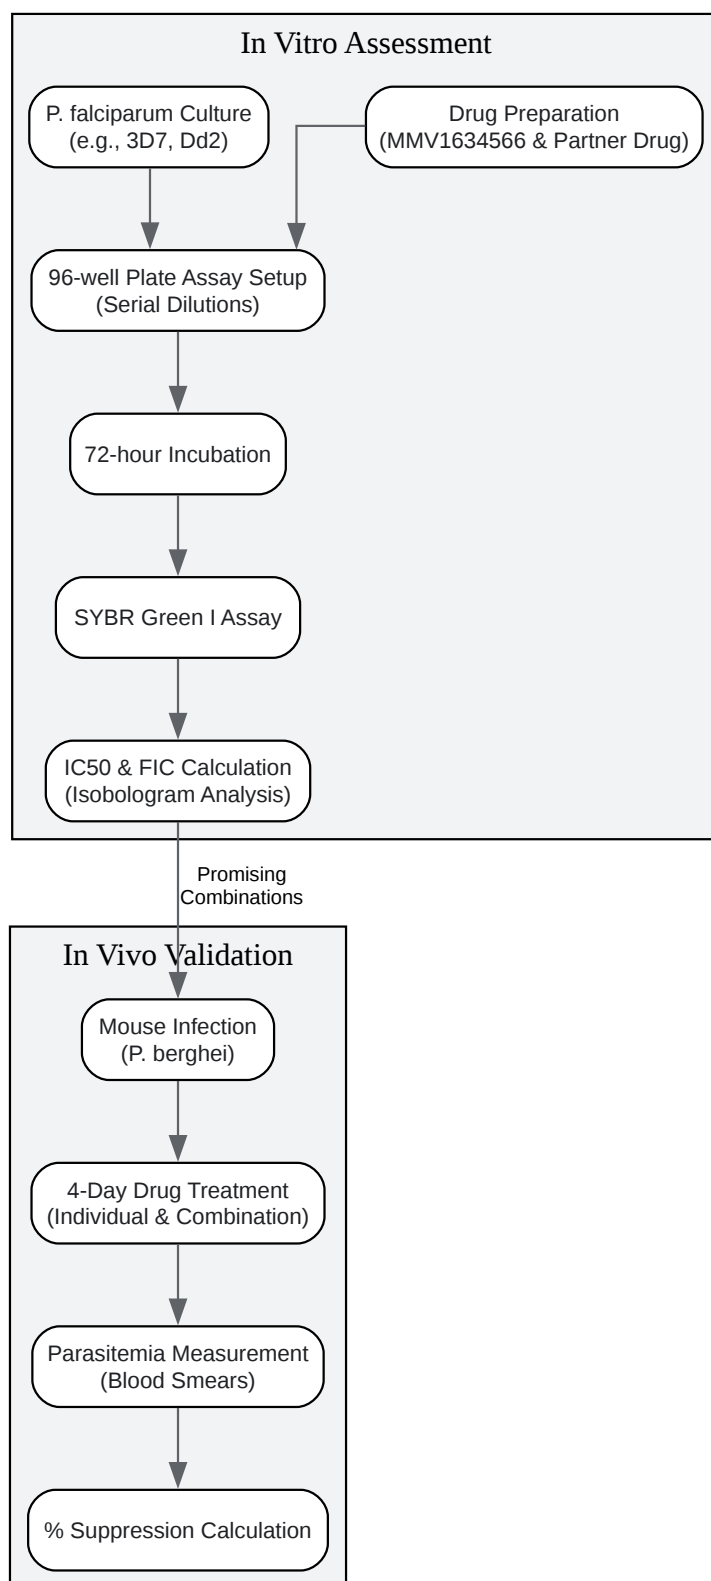 In Vitro Assessment
P. falciparum Culture
(e.g., 3D7, Dd2)
Drug Preparation
(MMV1634566 & Partner Drug)
96-well Plate Assay Setup
(Serial Dilutions)
72-hour Incubation
SYBR Green I Assay
IC50 & FIC Calculation
(Isobologram Analysis)
Promising
Combinations
In Vivo Validation
Mouse Infection
(P. berghei)
4-Day Drug Treatment
(Individual & Combination)
Parasitemia Measurement
(Blood Smears)
% Suppression Calculation